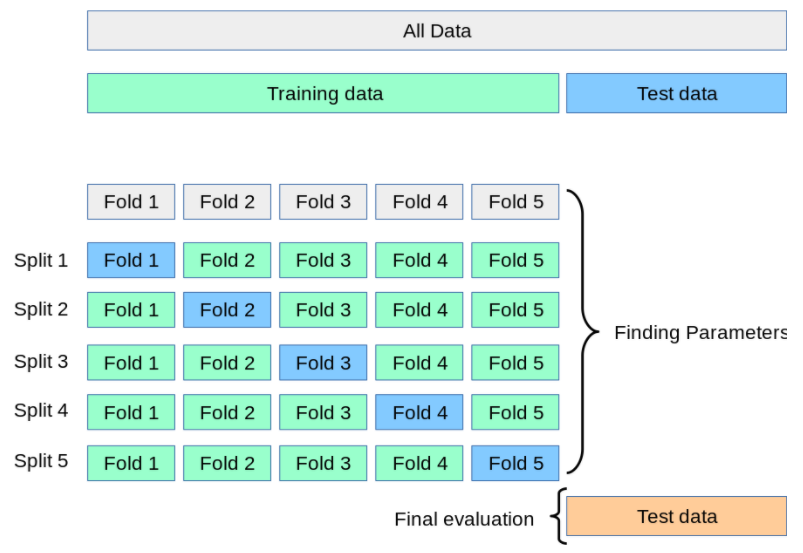 All Data
Training data Test data
Fold 1 Fold 2 Fold 3 Fold 4 Fold 5
Split 1 Fold 1 Fold 2 Fold 3 Fold 4 Fold 5
Split 2 Fold 1 Fold 2 Fold 3 Fold 4 Fold 5
Finding Parameters
Split 3 Fold 1 Fold 2 Fold 3 Fold 4 Fold 5
Split 4 Fold 1 Fold 2 Fold 3 Fold 4 Fold 5
Split 5 Fold 1 Fold 2 Fold 3 Fold 4 Fold 5
Final evaluation Test data